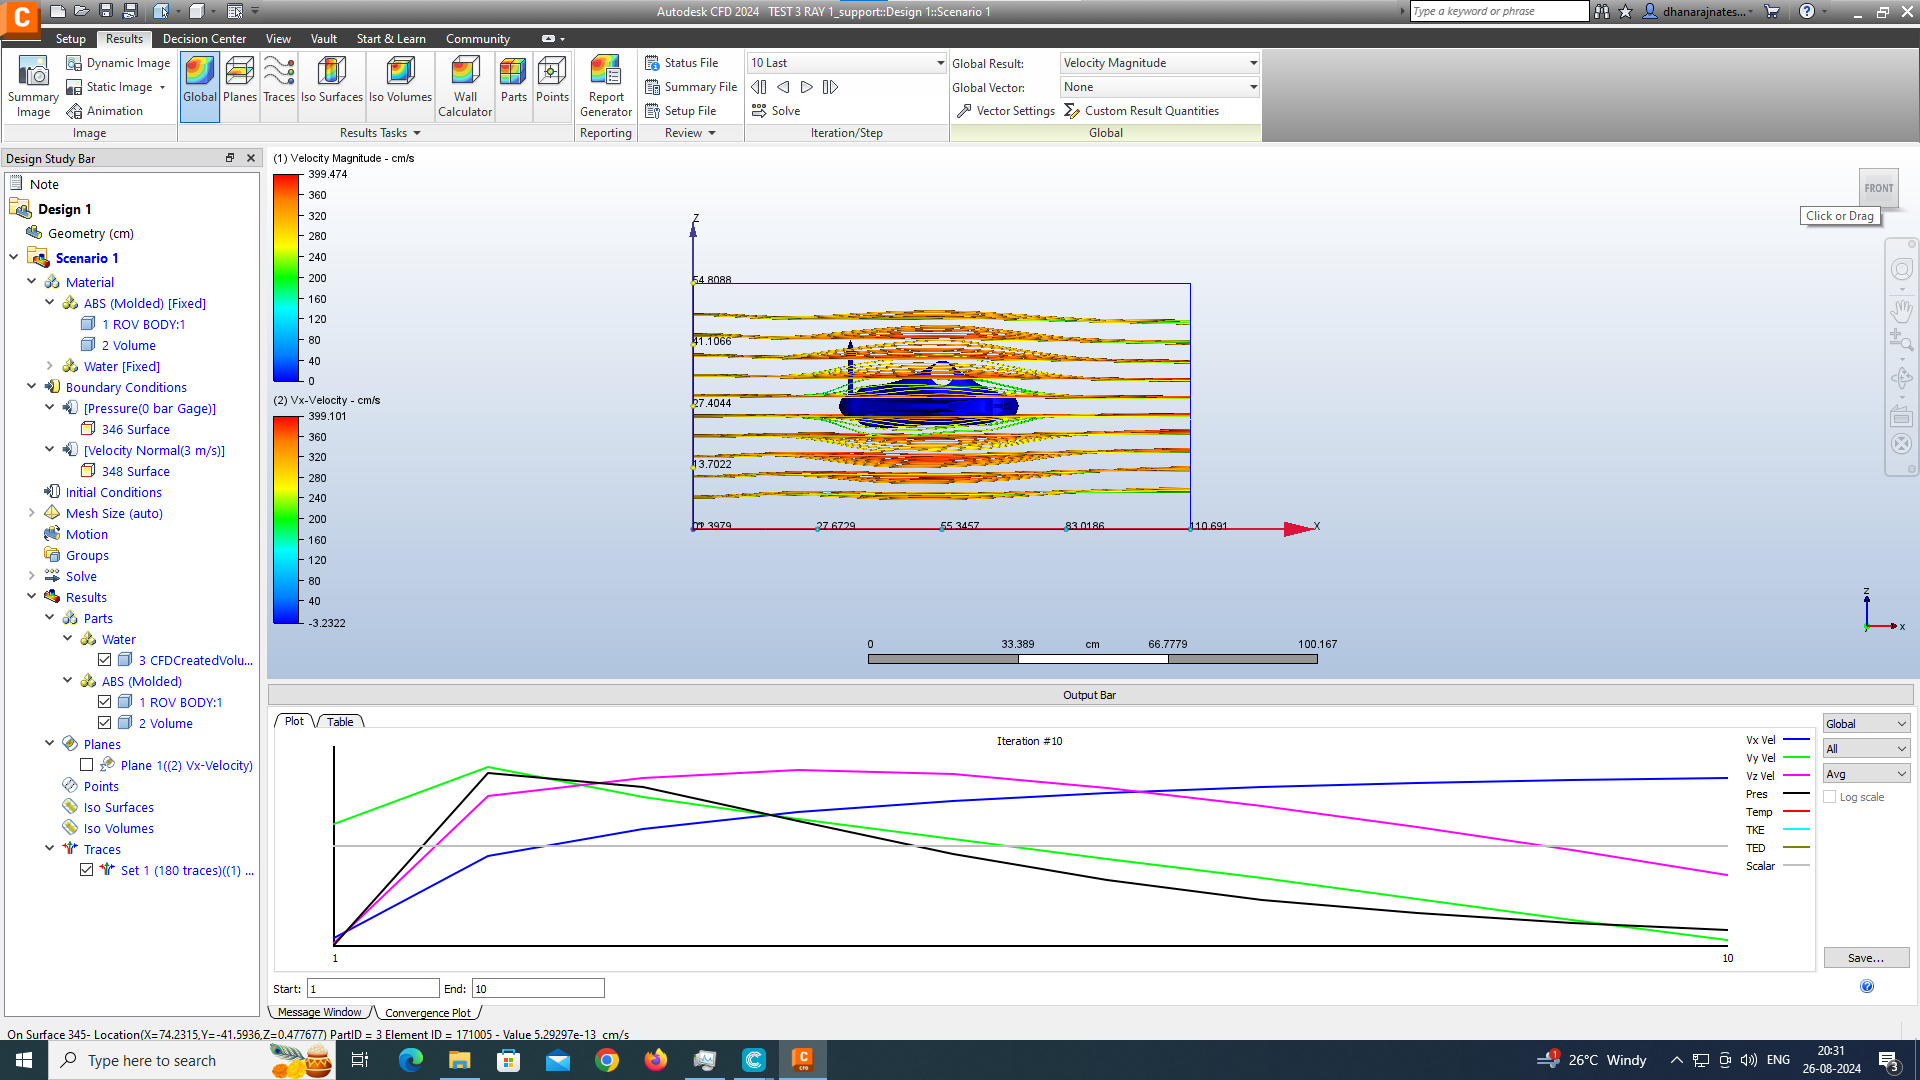 C
Autodesk CFD 2024   TEST 3 RAY 1_support::Design 1::Scenario 1
Type a keyword or phrase
dhanarajnates...
Setup Results Decision Center View Vault Start & Learn Community
Summary Image
Dynamic Image
Static Image
Animation
Image
Global Planes Traces Iso Surfaces Iso Volumes Wall Calculator Parts Points
Results Tasks
Report Generator
Reporting
Status File
Summary File
Setup File
Review
10 Last
Solve
Iteration/Step
Global Result: Velocity Magnitude
Global Vector: None
Vector Settings Custom Result Quantities
Global
Design Study Bar
Note
Design 1
Geometry (cm)
Scenario 1
Material
ABS (Molded) [Fixed]
1 ROV BODY:1
2 Volume
Water [Fixed]
Boundary Conditions
[Pressure(0 bar Gage)]
346 Surface
[Velocity Normal(3 m/s)]
348 Surface
Initial Conditions
Mesh Size (auto)
Motion
Groups
Solve
Results
Parts
Water
3 CFDCreatedVolu...
ABS (Molded)
1 ROV BODY:1
2 Volume
Planes
Plane 1((2) Vx-Velocity)
Points
Iso Surfaces
Iso Volumes
Traces
Set 1 (180 traces)((1) ...
(1) Velocity Magnitude - cm/s
399.474
360
320
280
240
200
160
120
80
40
0
(2) Vx-Velocity - cm/s
399.101
360
320
280
240
200
160
120
80
40
-3.2322
Z
54.8088
41.1066
27.4044
13.7022
27.6729 55.3457 83.0186 110.691 X
FRONT
Click or Drag
Z
X
0 33.389 cm 66.7779 100.167
Output Bar
Plot Table
Iteration #10
Vx Vel
Vy Vel
Vz Vel
Pres
Temp
TKE
TED
Scalar
1 10
Global
All
Avg
Log scale
Save...
Start: 1 End: 10
Message Window Convergence Plot
On Surface 345- Location(X=74.2315,Y=-41.5936,Z=0.477677) PartID = 3 Element ID = 171005 - Value 5.29297e-13 cm/s
Type here to search
26°C Windy
ENG
20:31
26-08-2024
3